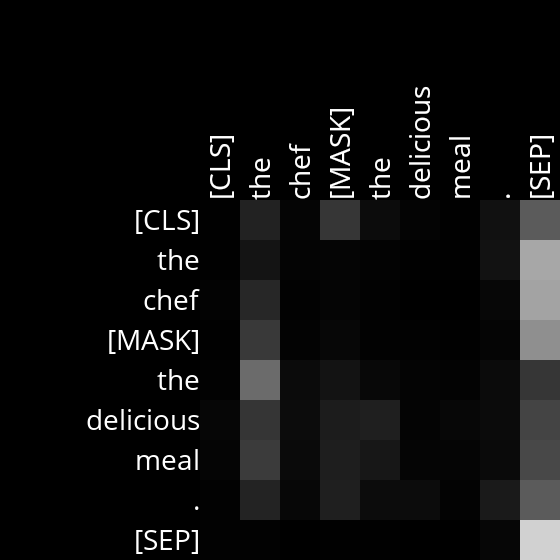 [CLS] the chef [MASK] the delicious meal . [SEP]
[CLS]
the
chef
[MASK]
the
delicious
meal
.
[SEP]